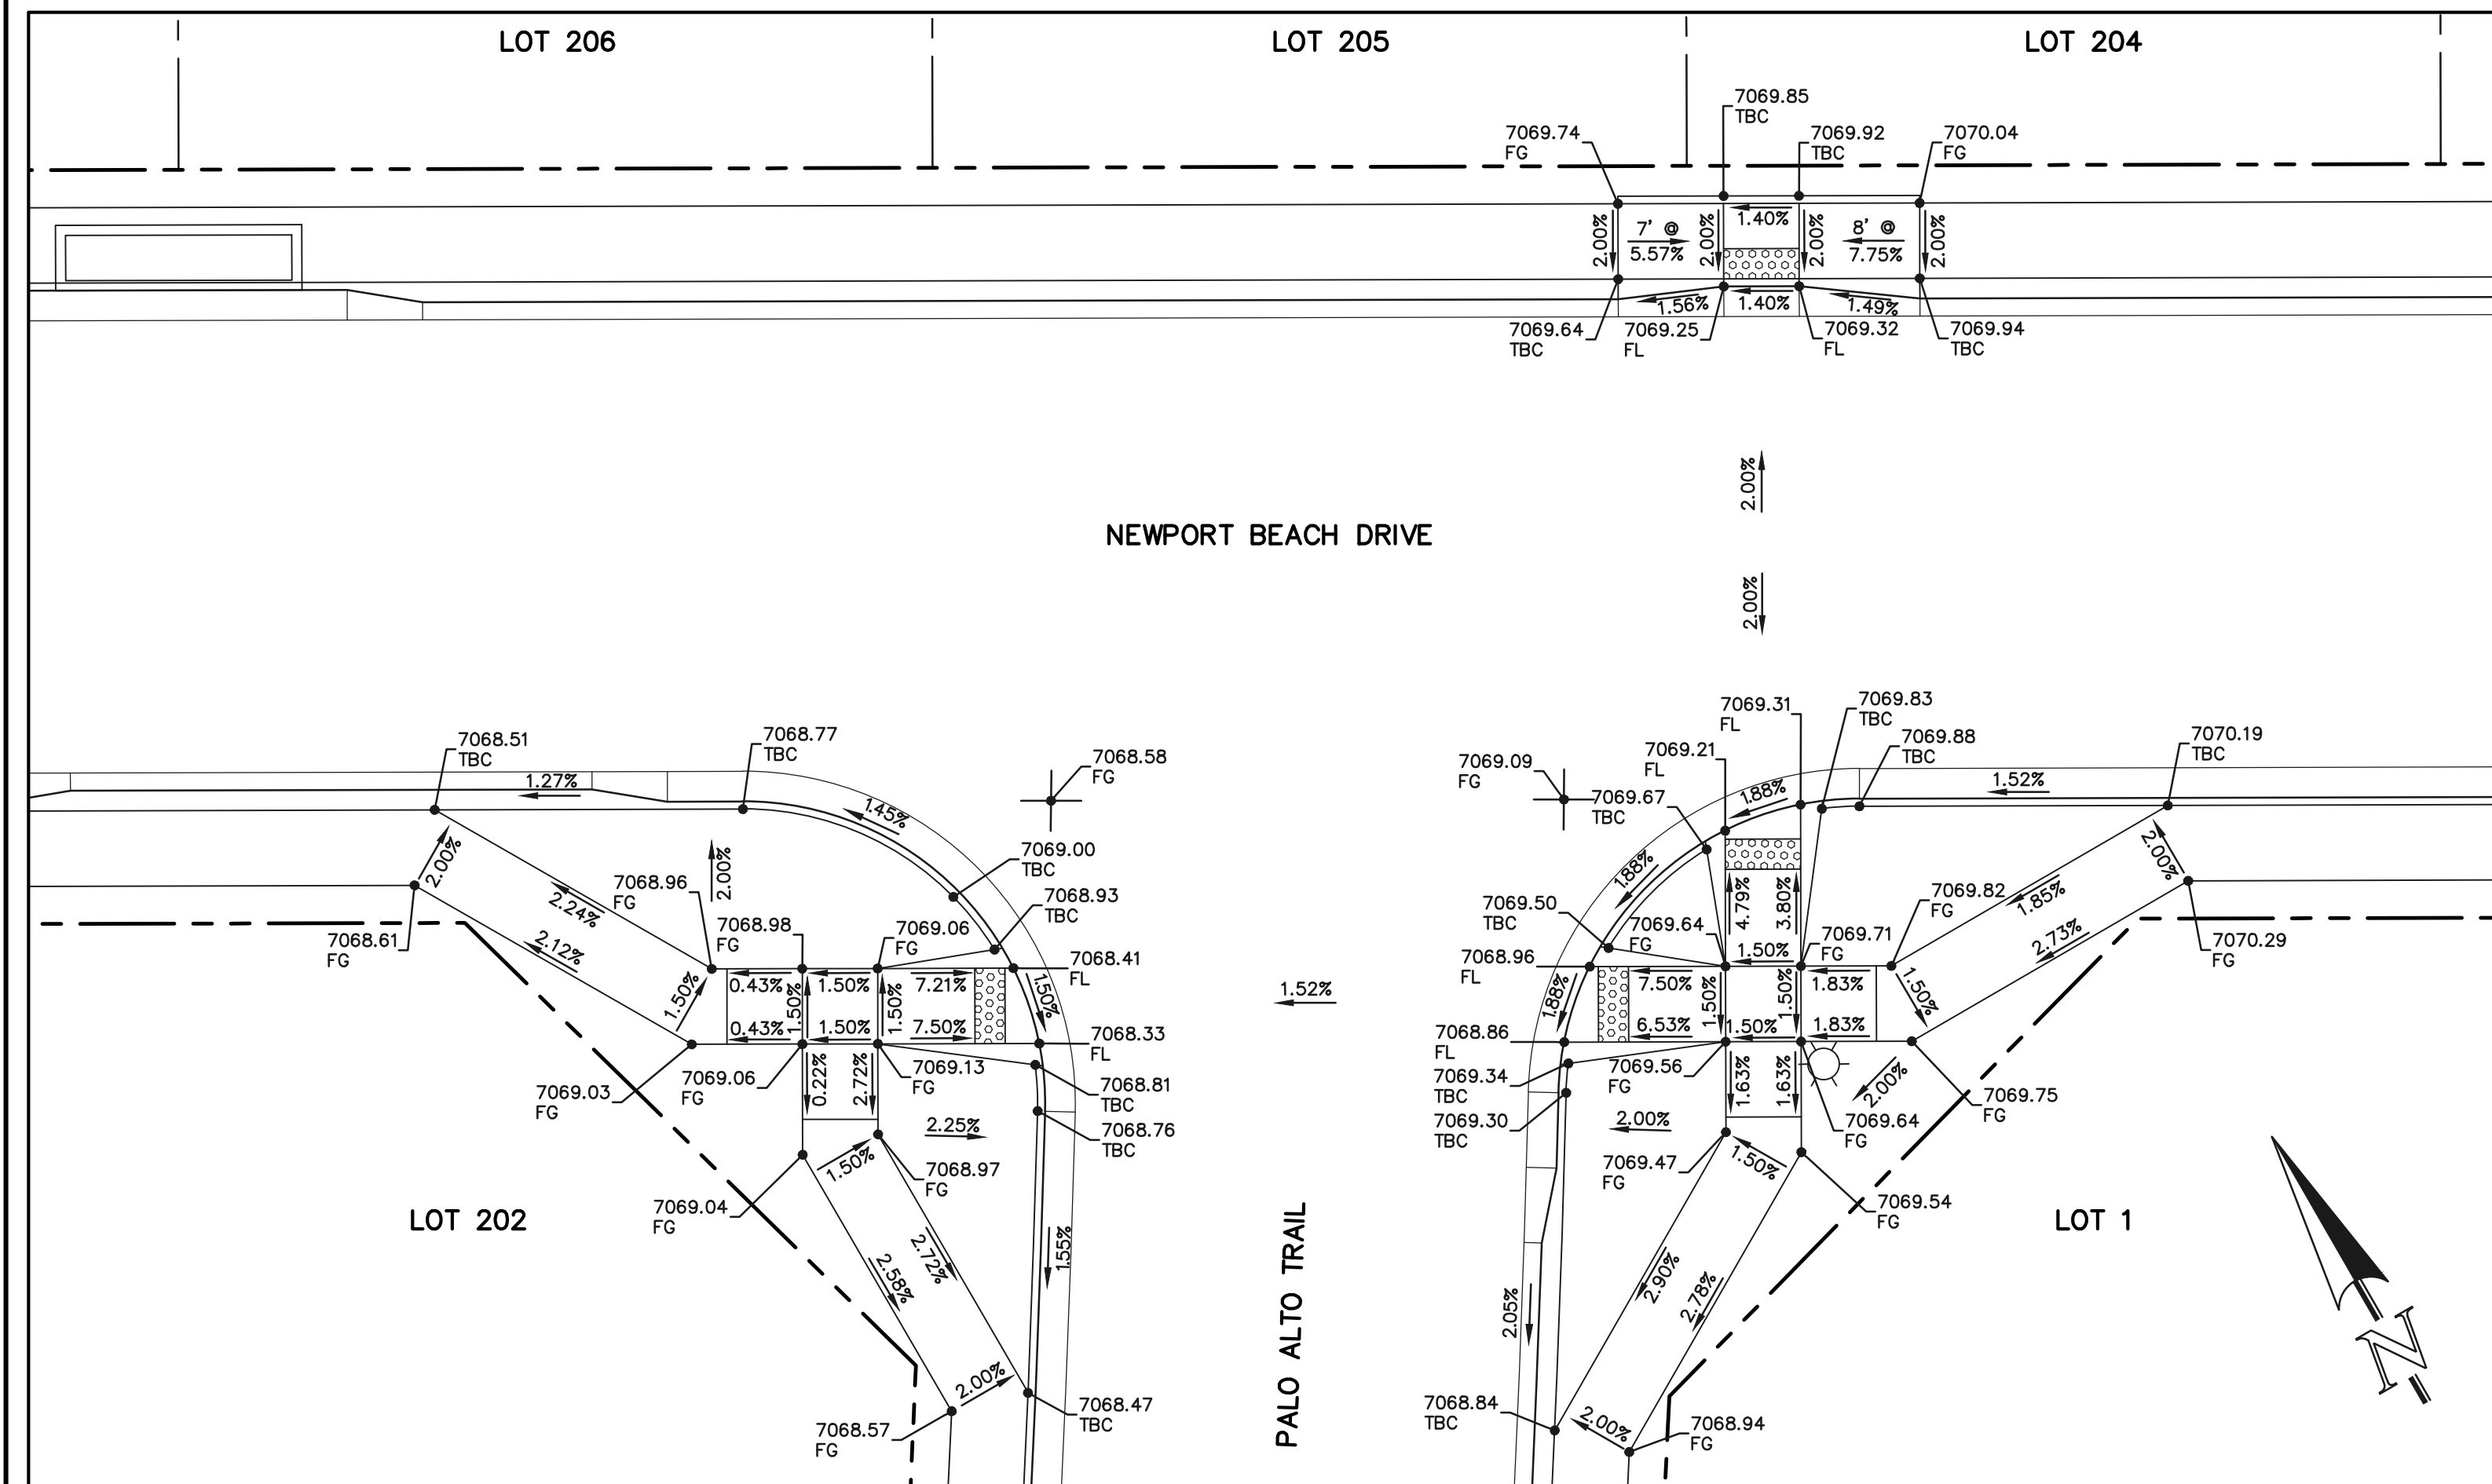 LOT 206
LOT 205
LOT 204
7069.85
TBC
7069.74
FG
7069.92
TBC
7070.04
FG
2.00%
7' @
5.57%
2.00%
1.40%
2.00%
8' @
7.75%
2.00%
1.56%
1.40%
1.49%
7069.64
TBC
7069.25
FL
7069.32
FL
7069.94
TBC
2.00%
NEWPORT BEACH DRIVE
2.00%
7068.51
TBC
7068.77
TBC
7068.58
FG
1.27%
1.45%
7069.00
TBC
7068.93
TBC
2.00%
2.24%
7068.96
FG
2.00%
7068.98
FG
7069.06
FG
7068.61
FG
2.12%
7068.41
FL
1.50%
0.43%
1.50%
1.50%
1.50%
7.21%
1.50%
0.43%
1.50%
7.50%
7068.33
FL
7069.03
FG
7069.06
FG
0.22%
2.72%
7069.13
FG
7068.81
TBC
2.25%
7068.76
TBC
1.50%
7068.97
FG
7069.04
FG
LOT 202
2.58%
2.72%
1.55%
2.00%
7068.57
FG
7068.47
TBC
1.52%
PALO ALTO TRAIL
7069.31
FL
7069.83
TBC
7069.21
FL
7069.88
TBC
7070.19
TBC
7069.09
FG
7069.67
TBC
1.88%
1.52%
1.88%
7069.50
TBC
7069.64
FG
4.79%
3.80%
7069.82
FG
1.85%
2.00%
7068.96
FL
1.50%
7069.71
FG
2.73%
7070.29
FG
1.88%
7.50%
1.50%
1.50%
1.83%
1.50%
6.53%
1.50%
1.83%
7068.86
FL
7069.34
TBC
7069.56
FG
1.63%
1.63%
2.00%
7069.75
FG
7069.30
TBC
2.00%
7069.64
FG
7069.47
FG
1.50%
7069.54
FG
LOT 1
2.05%
2.90%
2.78%
7068.84
TBC
2.00%
7068.94
FG
N